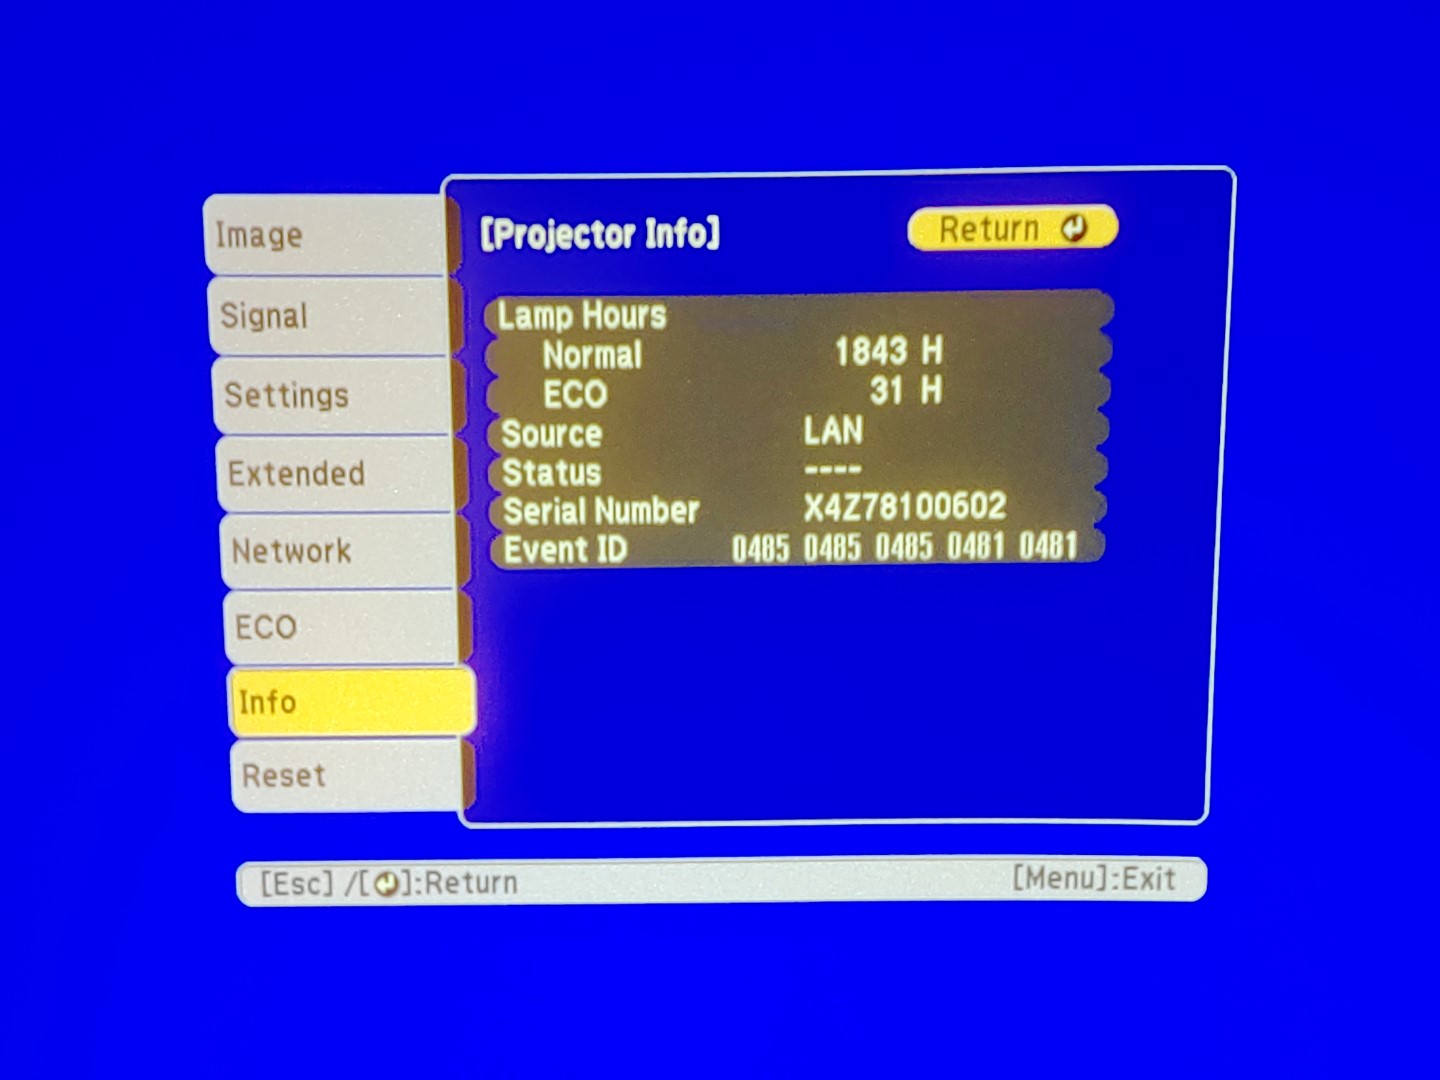 Image
Signal
Settings
Extended
Network
ECO
Info
Reset
[Projector Info]
Return
Lamp Hours
Normal 1843 H
ECO 31 H
Source LAN
Status ----
Serial Number X4Z78100602
Event ID 0485 0485 0485 0481 0481
[Esc] /[↵]:Return
[Menu]:Exit